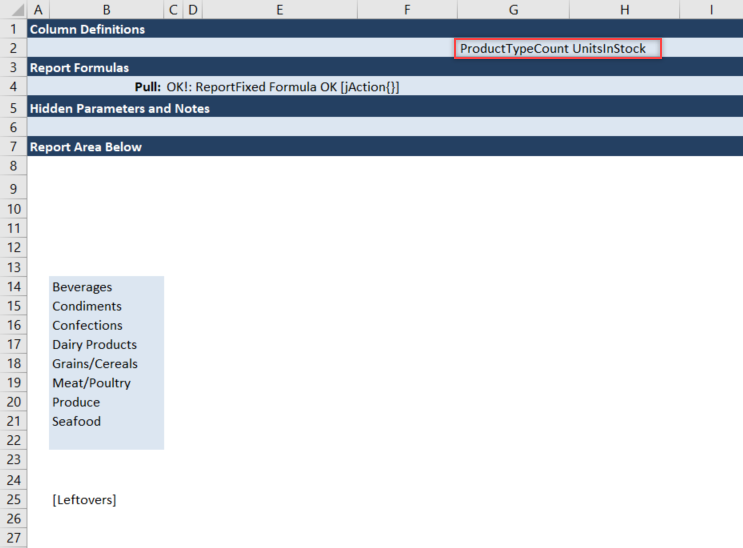 A B C D E F G H I
1 Column Definitions
2 ProductTypeCount UnitsInStock
3 Report Formulas
4 Pull: OK!: ReportFixed Formula OK [jAction{}]
5 Hidden Parameters and Notes
6
7 Report Area Below
8
9
10
11
12
13
14 Beverages
15 Condiments
16 Confections
17 Dairy Products
18 Grains/Cereals
19 Meat/Poultry
20 Produce
21 Seafood
22
23
24
25 [Leftovers]
26
27